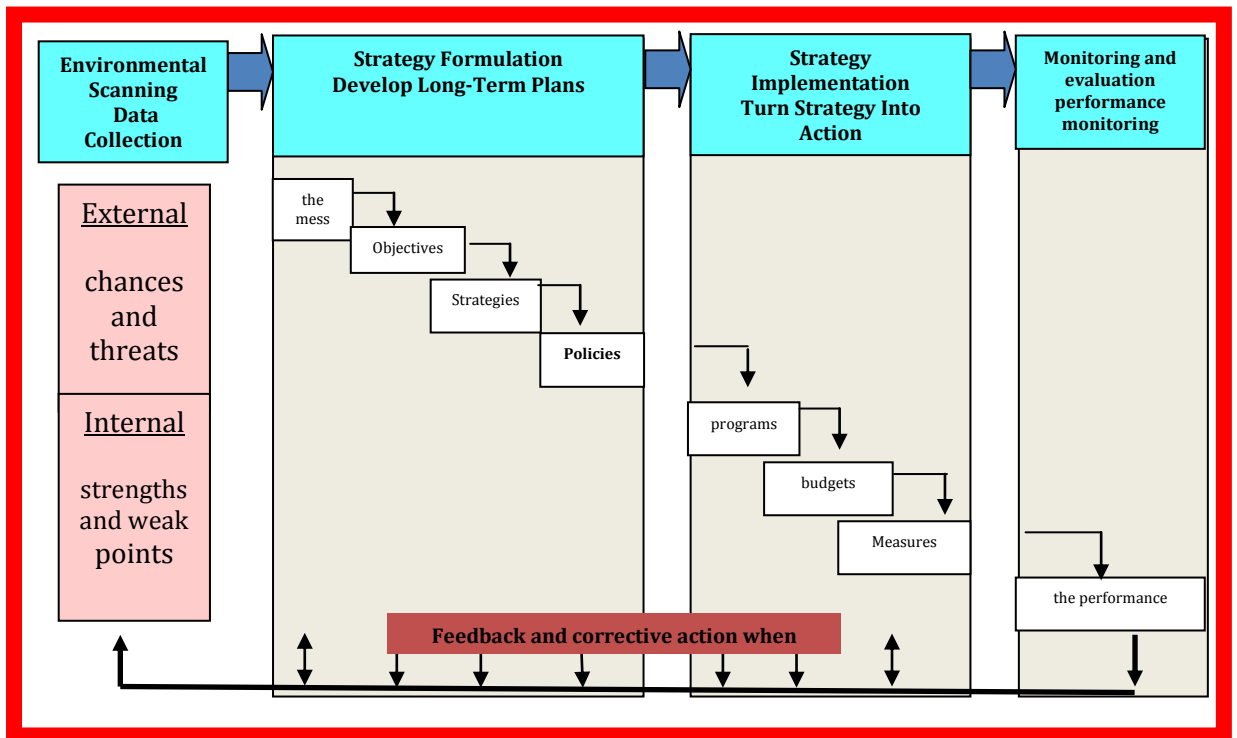 Environmental
Scanning
Data
Collection
Strategy Formulation
Develop Long-Term Plans
Strategy
Implementation
Turn Strategy Into
Action
Monitoring and
evaluation
performance
monitoring
External
chances
and
threats
Internal
strengths
and weak
points
the
mess
Objectives
Strategies
Policies
programs
budgets
Measures
the performance
Feedback and corrective action when